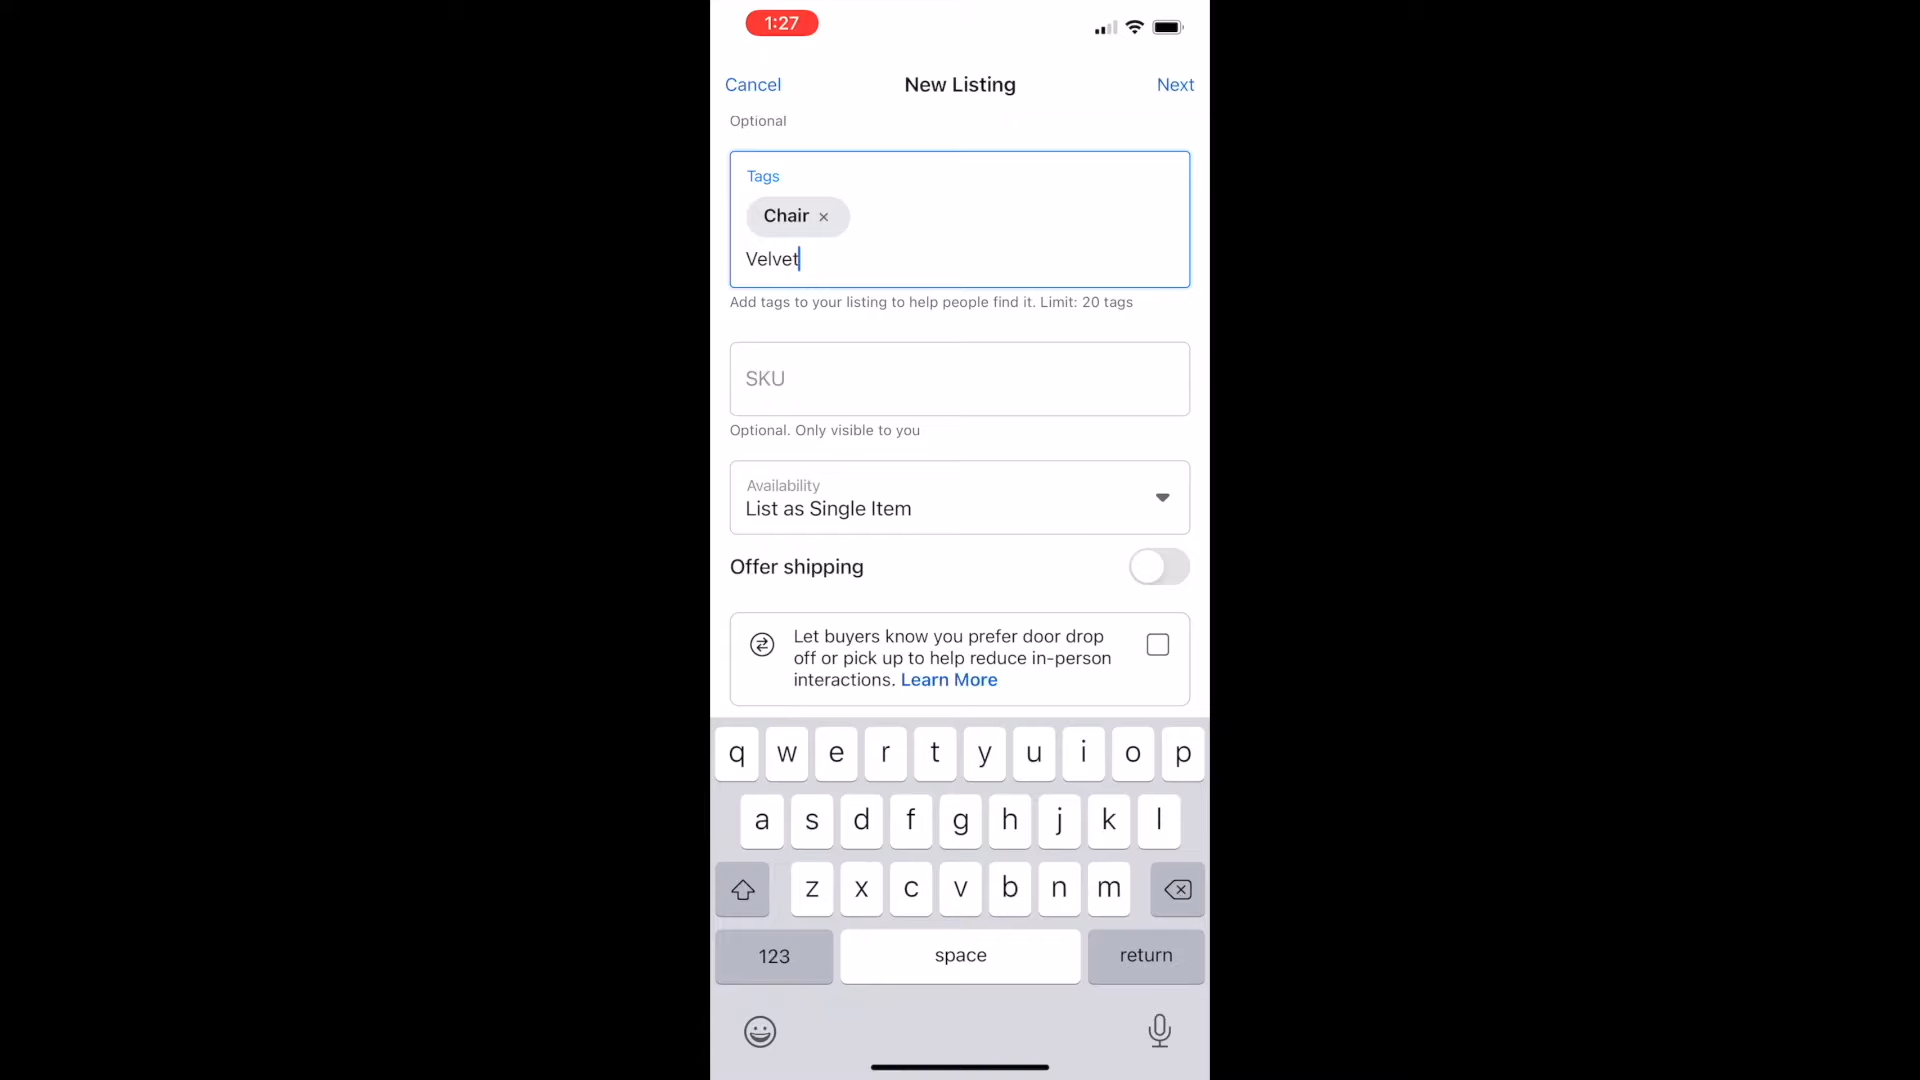 1:27
Cancel New Listing Next
Optional
Tags
Chair ×
Velvet
Add tags to your listing to help people find it. Limit: 20 tags
SKU
Optional. Only visible to you
Availability
List as Single Item
Offer shipping
Let buyers know you prefer door drop
off or pick up to help reduce in-person
interactions. Learn More
q w e r t y u i o p
a s d f g h j k l
z x c v b n m
123 space return